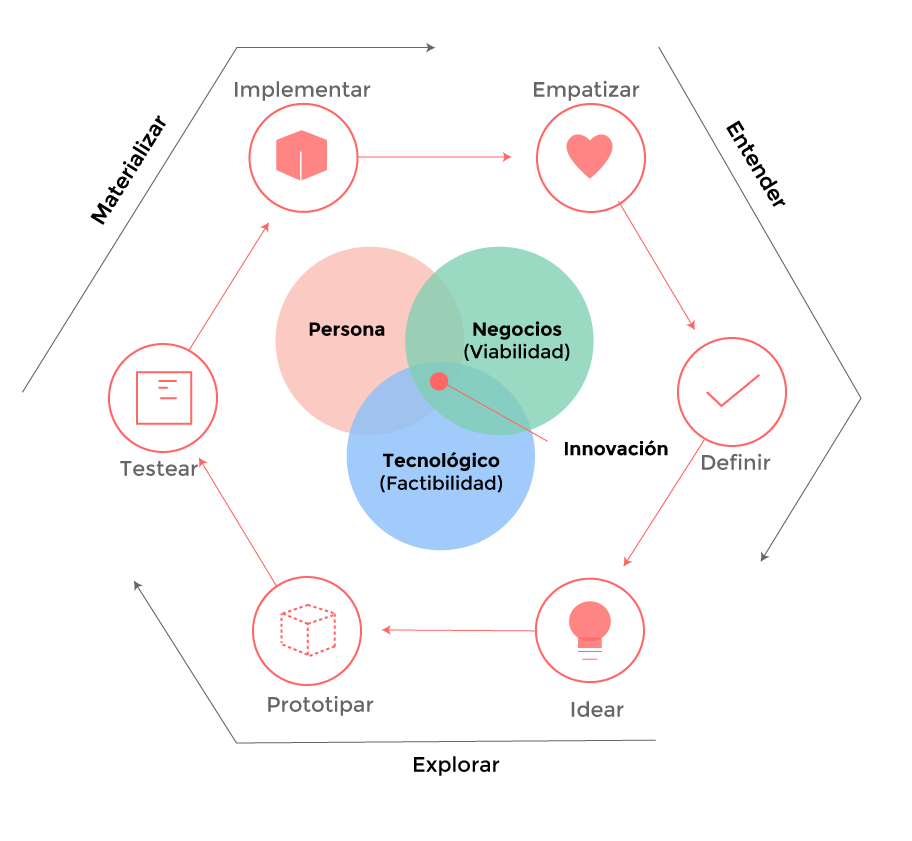 Implementar
Empatizar
Materializar
Entender
Persona
Negocios
(Viabilidad)
Innovación
Tecnológico
(Factibilidad)
Testear
Definir
Prototipar
Idear
Explorar